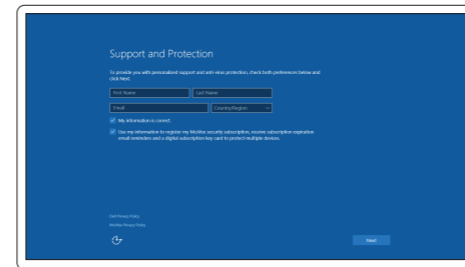 Support and Protection
To provide you with personalized support and anti-virus protection, check both preferences below and
click Next.
First Name
Last Name
Email
Country/Region
My information is correct.
Use my information to register my McAfee security subscription, receive subscription expiration
email reminders and a digital subscription key card to protect multiple devices.
Dell Privacy Policy
McAfee Privacy Policy
Next